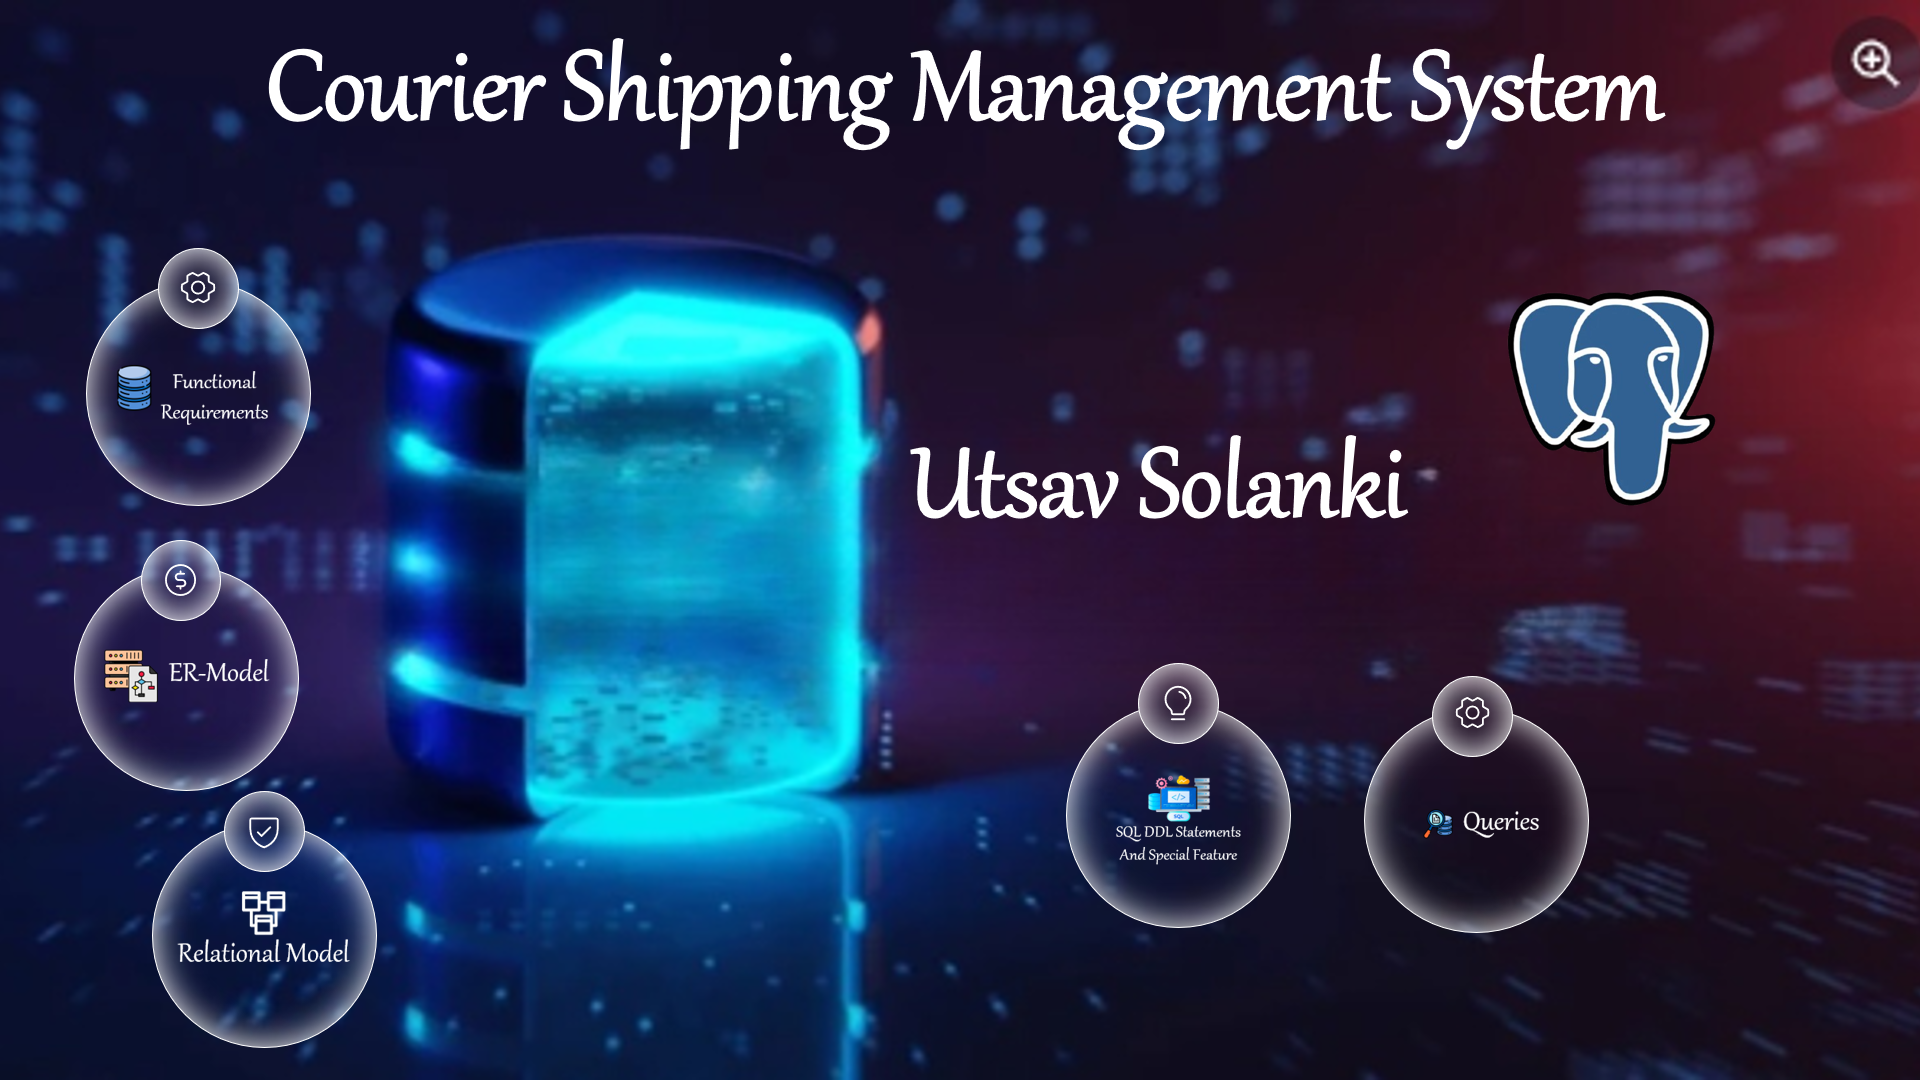 Courier Shipping Management System
Functional
Requirements
Utsav Solanki
ER-Model
Relational Model
SQL DDL Statements
And Special Feature
Queries